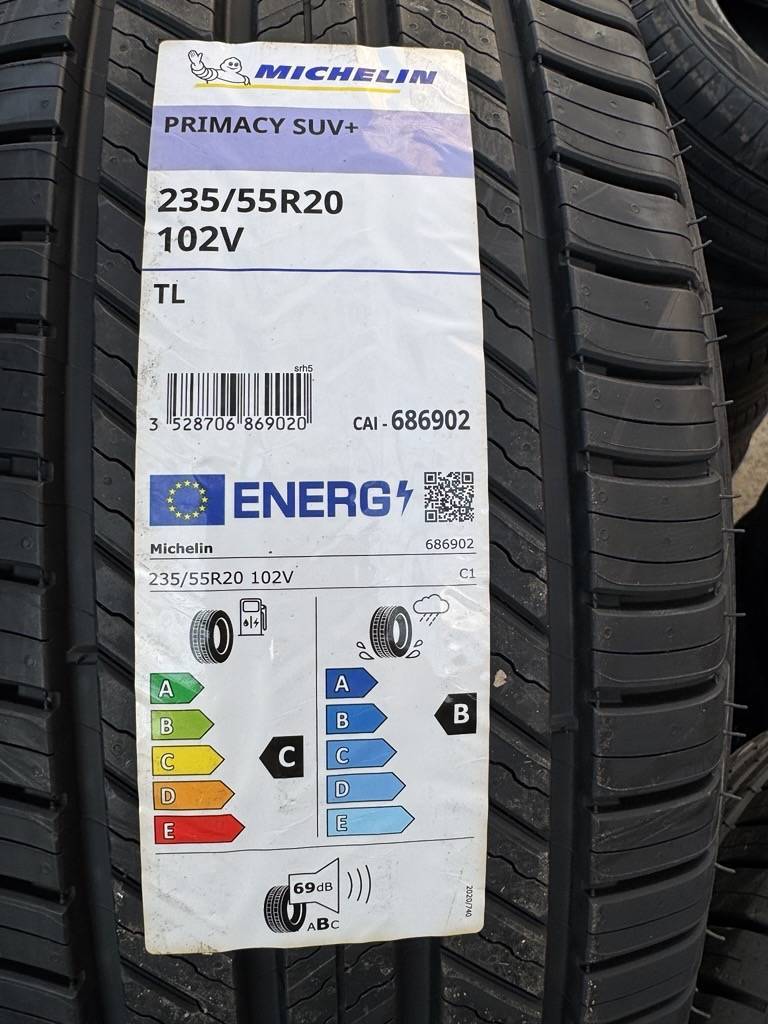 MICHELIN
PRIMACY SUV+
235/55R20
102V
TL
srh5
3 528706 869020
CAI - 686902
ENERG
Michelin 686902
235/55R20 102V C1
A A
B B B
C C C
D D
E E
69dB
ABC
2020/740